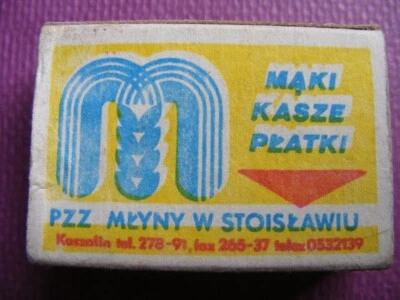 MĄKI
KASZE
PŁATKI
PZZ MŁYNY W STOISŁAWIU
Koszalin tel. 278-91, fax 265-37 telex 0532139